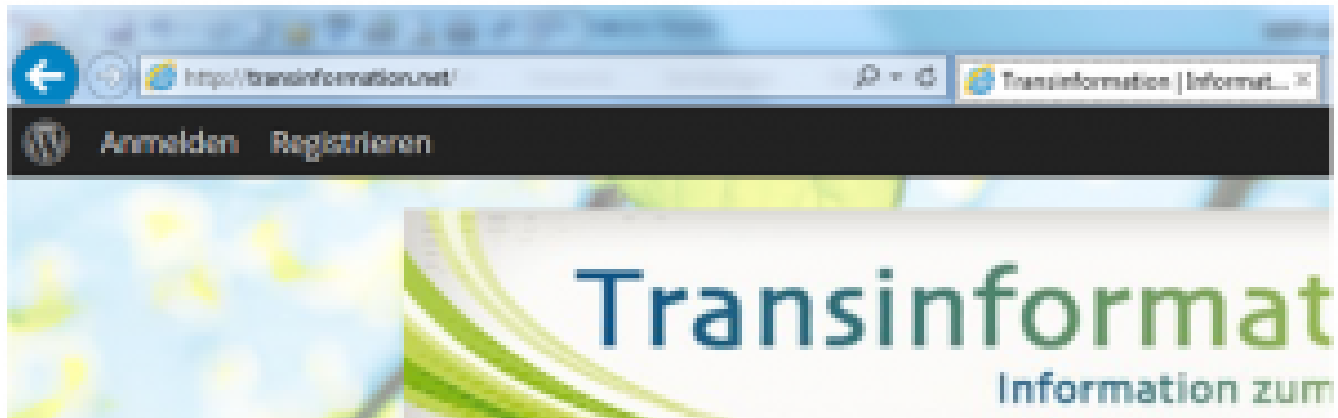 http://transinformation.net/
Transinformation | Informat...
Anmelden Registrieren
Transinformat
Information zum